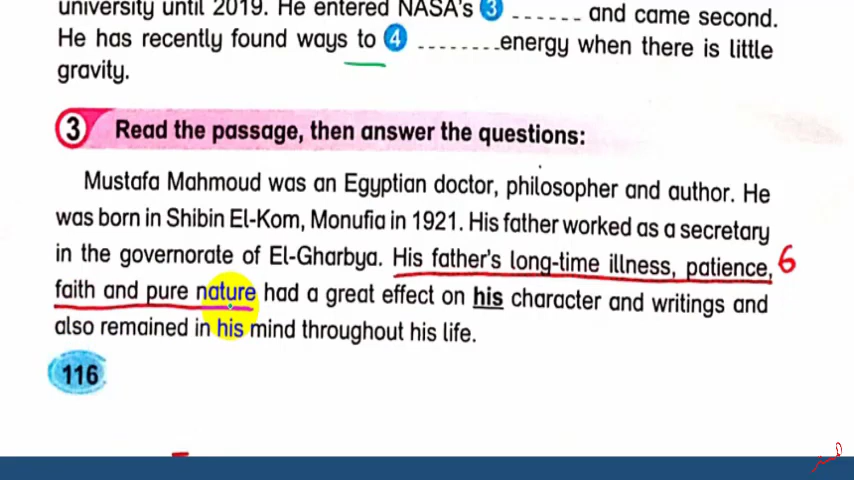 university until 2019. He entered NASA's 3 ______ and came second.
He has recently found ways to 4 ________energy when there is little
gravity.
3 Read the passage, then answer the questions:
Mustafa Mahmoud was an Egyptian doctor, philosopher and author. He
was born in Shibin El-Kom, Monufia in 1921. His father worked as a secretary
in the governorate of El-Gharbya. His father's long-time illness, patience, 6
faith and pure nature had a great effect on his character and writings and
also remained in his mind throughout his life.
116